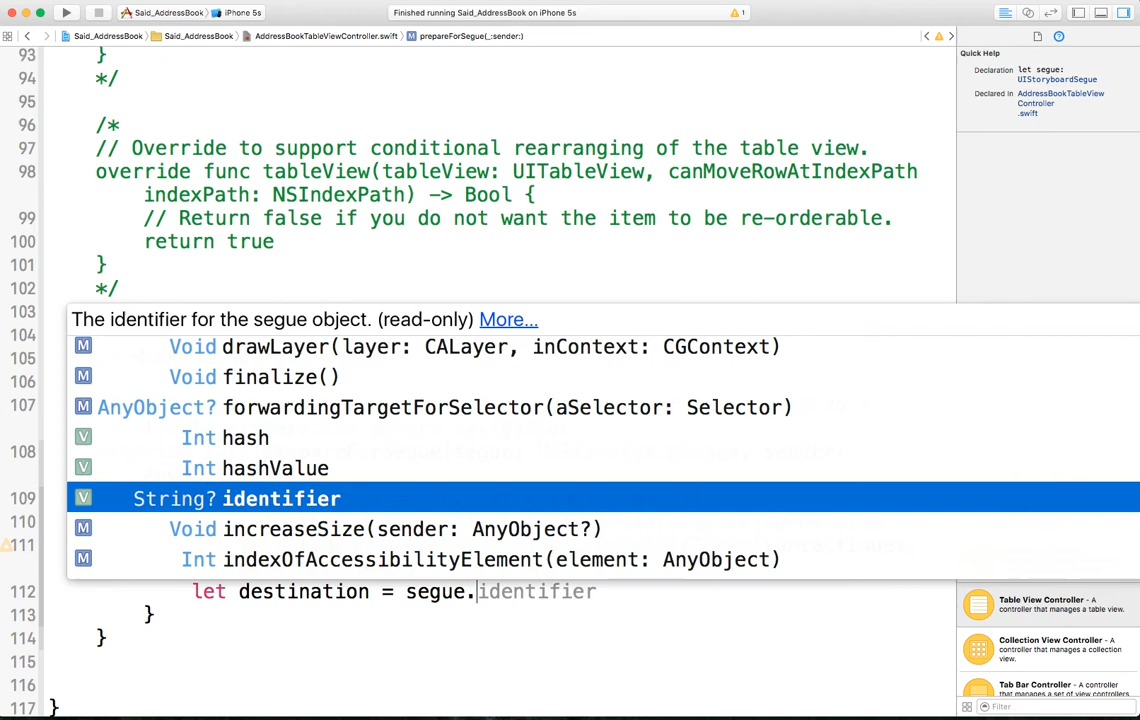 Said_AddressBook > iPhone 5s
Finished running Said_AddressBook on iPhone 5s
1
Said_AddressBook > Said_AddressBook > AddressBookTableViewController.swift > M prepareForSegue(_:sender:)
Quick Help
Declaration let segue:
UIStoryboardSegue
Declared In AddressBookTableView
Controller
.swift
93 }
94 */
95
96 /*
97 // Override to support conditional rearranging of the table view.
98 override func tableView(tableView: UITableView, canMoveRowAtIndexPath
indexPath: NSIndexPath) -> Bool {
99 // Return false if you do not want the item to be re-orderable.
100 return true
101 }
102 */
103
104
105
106
107
108
109
110
111
The identifier for the segue object. (read-only) More...
M Void drawLayer(layer: CALayer, inContext: CGContext)
M Void finalize()
M AnyObject? forwardingTargetForSelector(aSelector: Selector)
V Int hash
V Int hashValue
V String? identifier
M Void increaseSize(sender: AnyObject?)
M Int indexOfAccessibilityElement(element: AnyObject)
112 let destination = segue.identifier
113 }
114 }
115
116
117 }
Table View Controller - A
controller that manages a table view.
Collection View Controller - A
controller that manages a collection
view.
Tab Bar Controller - A controller
that manages a set of view controllers
Filter